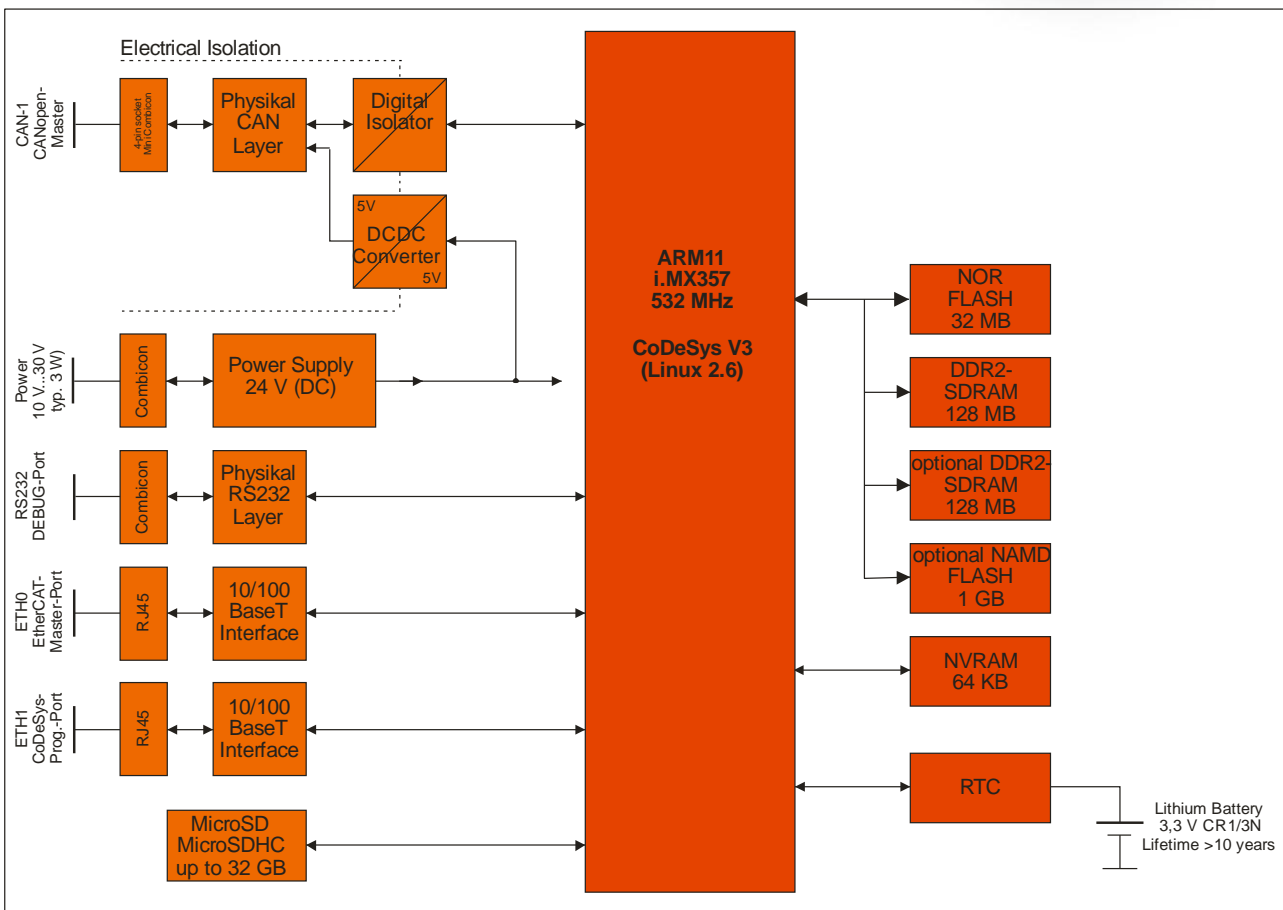 Electrical Isolation
CAN-1
CANopen-
Master
4-pin socket
Mini Combicon
Physikal
CAN
Layer
Digital
Isolator
5V
DCDC
Converter
5V
Power
10 V...30 V
typ. 3 W)
Combicon
Power Supply
24 V (DC)
RS232
DEBUG-Port
Combicon
Physikal
RS232
Layer
ETH0
EtherCAT-
Master-Port
RJ45
10/100
BaseT
Interface
ETH1
CoDeSys-
Prog.-Port
RJ45
10/100
BaseT
Interface
MicroSD
MicroSDHC
up to 32 GB
ARM11
i.MX357
532 MHz
CoDeSys V3
(Linux 2.6)
NOR
FLASH
32 MB
DDR2-
SDRAM
128 MB
optional DDR2-
SDRAM
128 MB
optional NAMD
FLASH
1 GB
NVRAM
64 KB
RTC
Lithium Battery
3,3 V CR1/3N
Lifetime >10 years